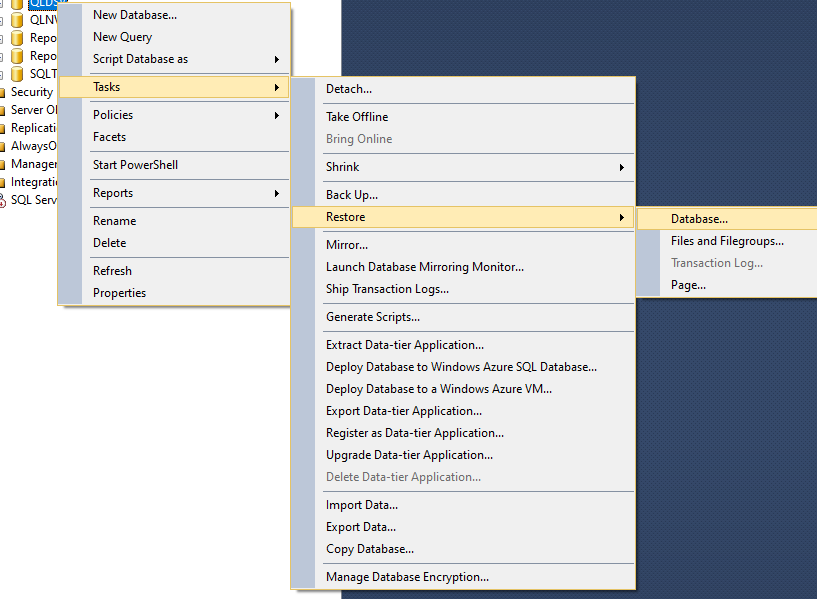 QLDS
QLNV
Repo
Repo
SQLT
Security
Server O
Replicati
AlwaysO
Manager
Integrati
SQL Serv
New Database...
New Query
Script Database as
Tasks
Policies
Facets
Start PowerShell
Reports
Rename
Delete
Refresh
Properties
Detach...
Take Offline
Bring Online
Shrink
Back Up...
Restore
Mirror...
Launch Database Mirroring Monitor...
Ship Transaction Logs...
Generate Scripts...
Extract Data-tier Application...
Deploy Database to Windows Azure SQL Database...
Deploy Database to a Windows Azure VM...
Export Data-tier Application...
Register as Data-tier Application...
Upgrade Data-tier Application...
Delete Data-tier Application...
Import Data...
Export Data...
Copy Database...
Manage Database Encryption...
Database...
Files and Filegroups...
Transaction Log...
Page...